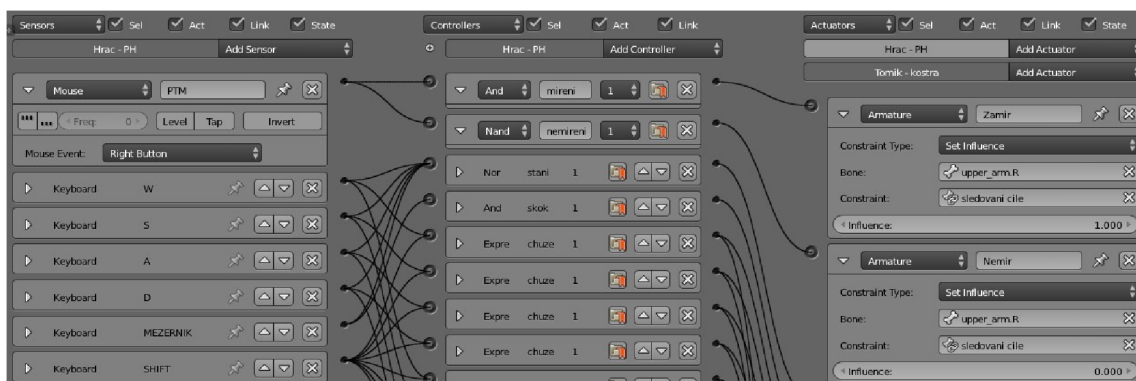 Sensors Sel Act Link State
Hrac - PH Add Sensor
Mouse PTM
Freq: 0 Level Tap Invert
Mouse Event: Right Button
Keyboard W
Keyboard S
Keyboard A
Keyboard D
Keyboard MEZERNIK
Keyboard SHIFT
Controllers Sel Act Link
Hrac - PH Add Controller
And mireni 1
Nand nemireni 1
Nor stani 1
And skok 1
Expre chuze 1
Expre chuze 1
Expre chuze 1
Expre chuze 1
Actuators Sel Act Link State
Hrac - PH Add Actuator
Tomik - kostra Add Actuator
Armature Zamir
Constraint Type: Set Influence
Bone: upper_arm.R
Constraint: sledovani cile
Influence: 1.000
Armature Nemir
Constraint Type: Set Influence
Bone: upper_arm.R
Constraint: sledovani cile
Influence: 0.000